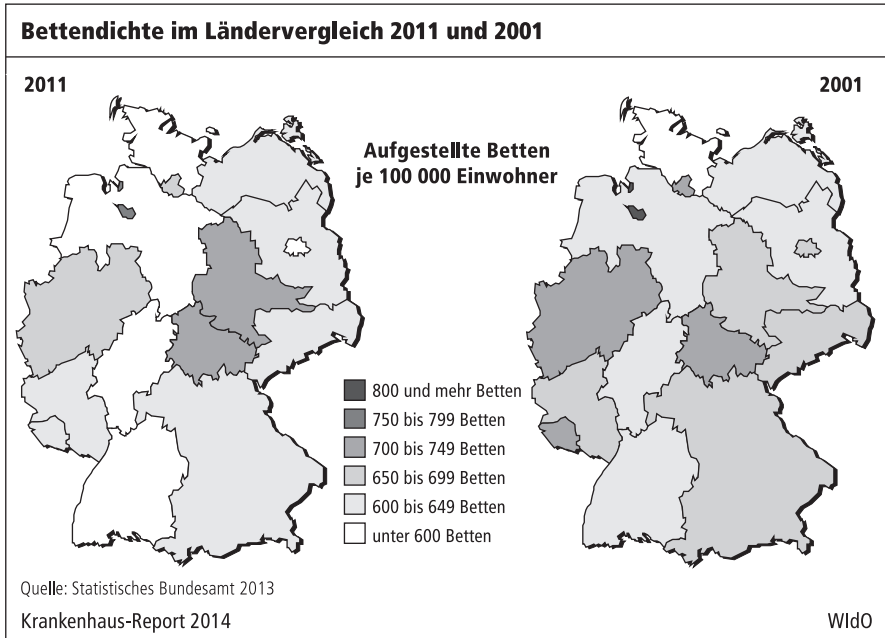 Bettendichte im Ländervergleich 2011 und 2001
2011
2001
Aufgestellte Betten
je 100 000 Einwohner
800 und mehr Betten
750 bis 799 Betten
700 bis 749 Betten
650 bis 699 Betten
600 bis 649 Betten
unter 600 Betten
Quelle: Statistisches Bundesamt 2013
Krankenhaus-Report 2014
WIdO